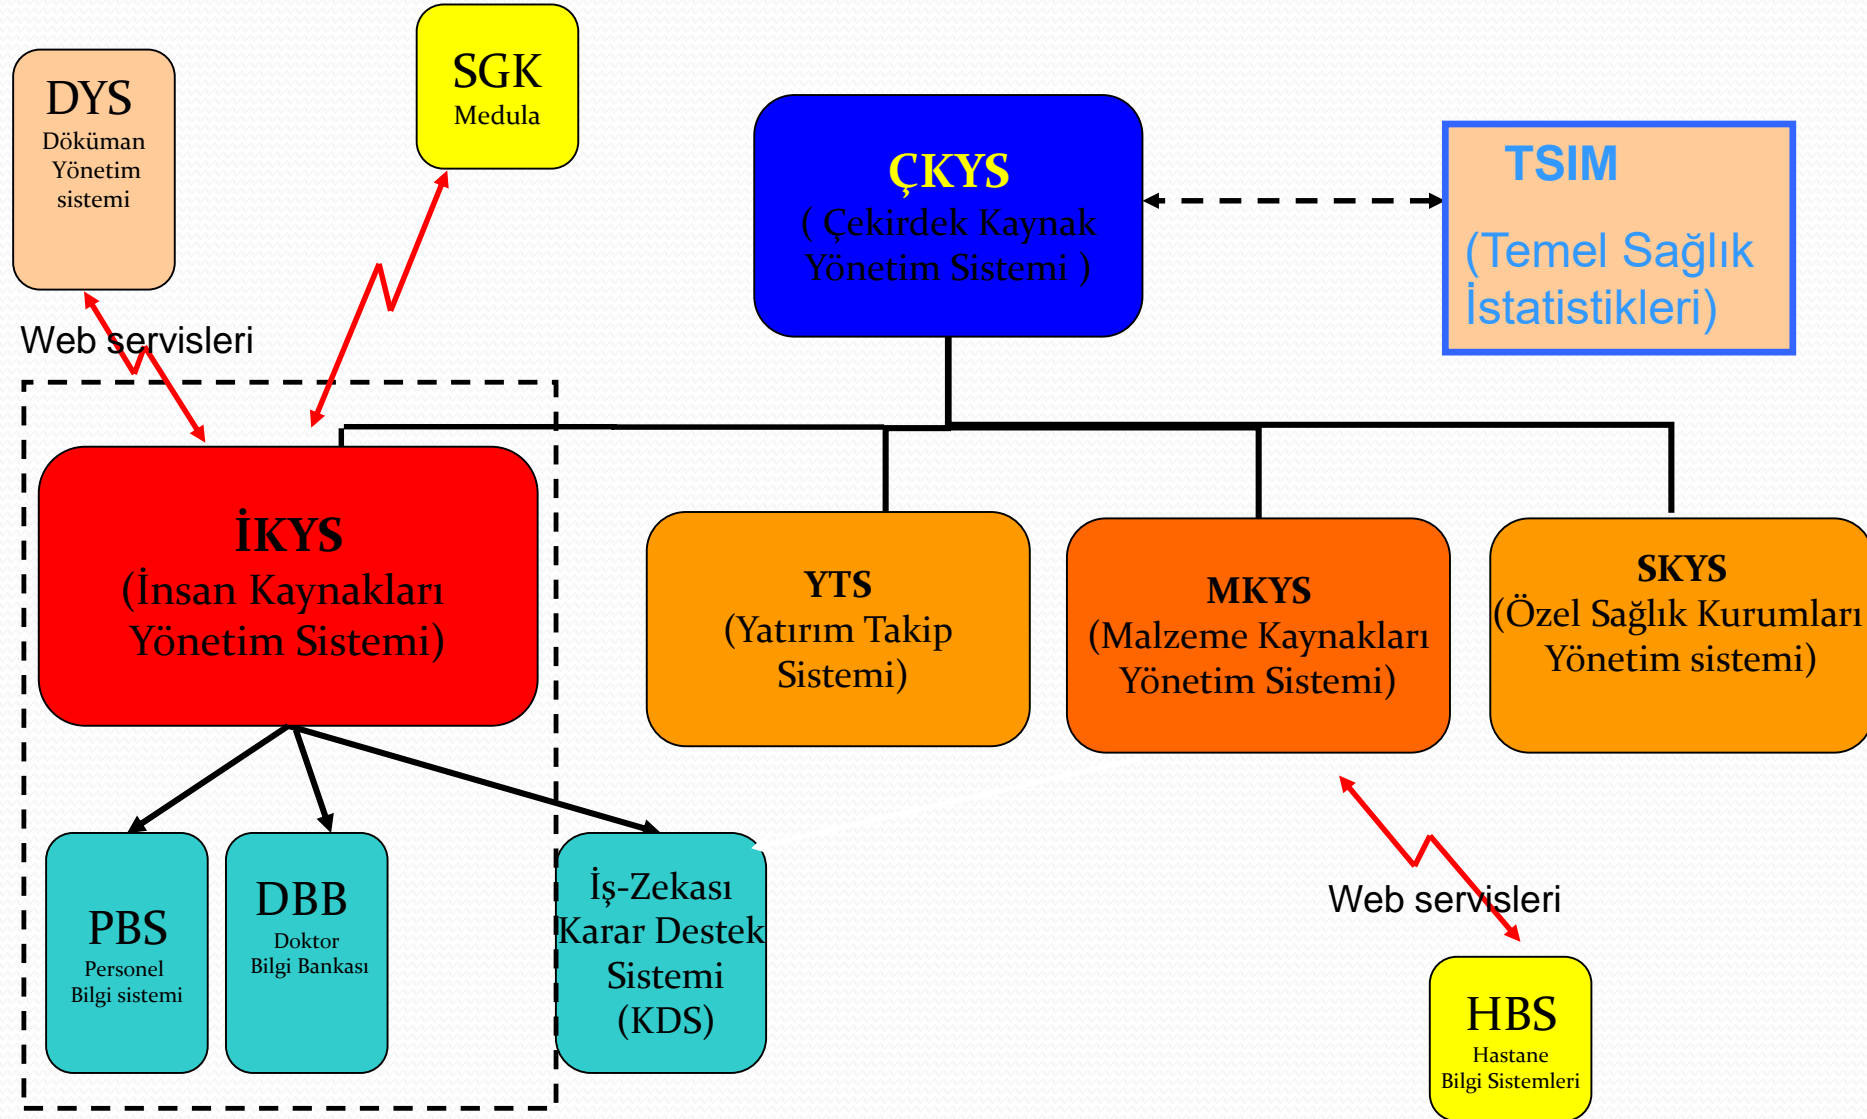 DYS
Döküman
Yönetim
sistemi
SGK
Medula
ÇKYS
( Çekirdek Kaynak
Yönetim Sistemi )
TSIM
(Temel Sağlık
İstatistikleri)
Web servisleri
İKYS
(İnsan Kaynakları
Yönetim Sistemi)
YTS
(Yatırım Takip
Sistemi)
MKYS
(Malzeme Kaynakları
Yönetim Sistemi)
SKYS
(Özel Sağlık Kurumları
Yönetim sistemi)
PBS
Personel
Bilgi sistemi
DBB
Doktor
Bilgi Bankası
İş-Zekası
Karar Destek
Sistemi
(KDS)
Web servisleri
HBS
Hastane
Bilgi Sistemleri